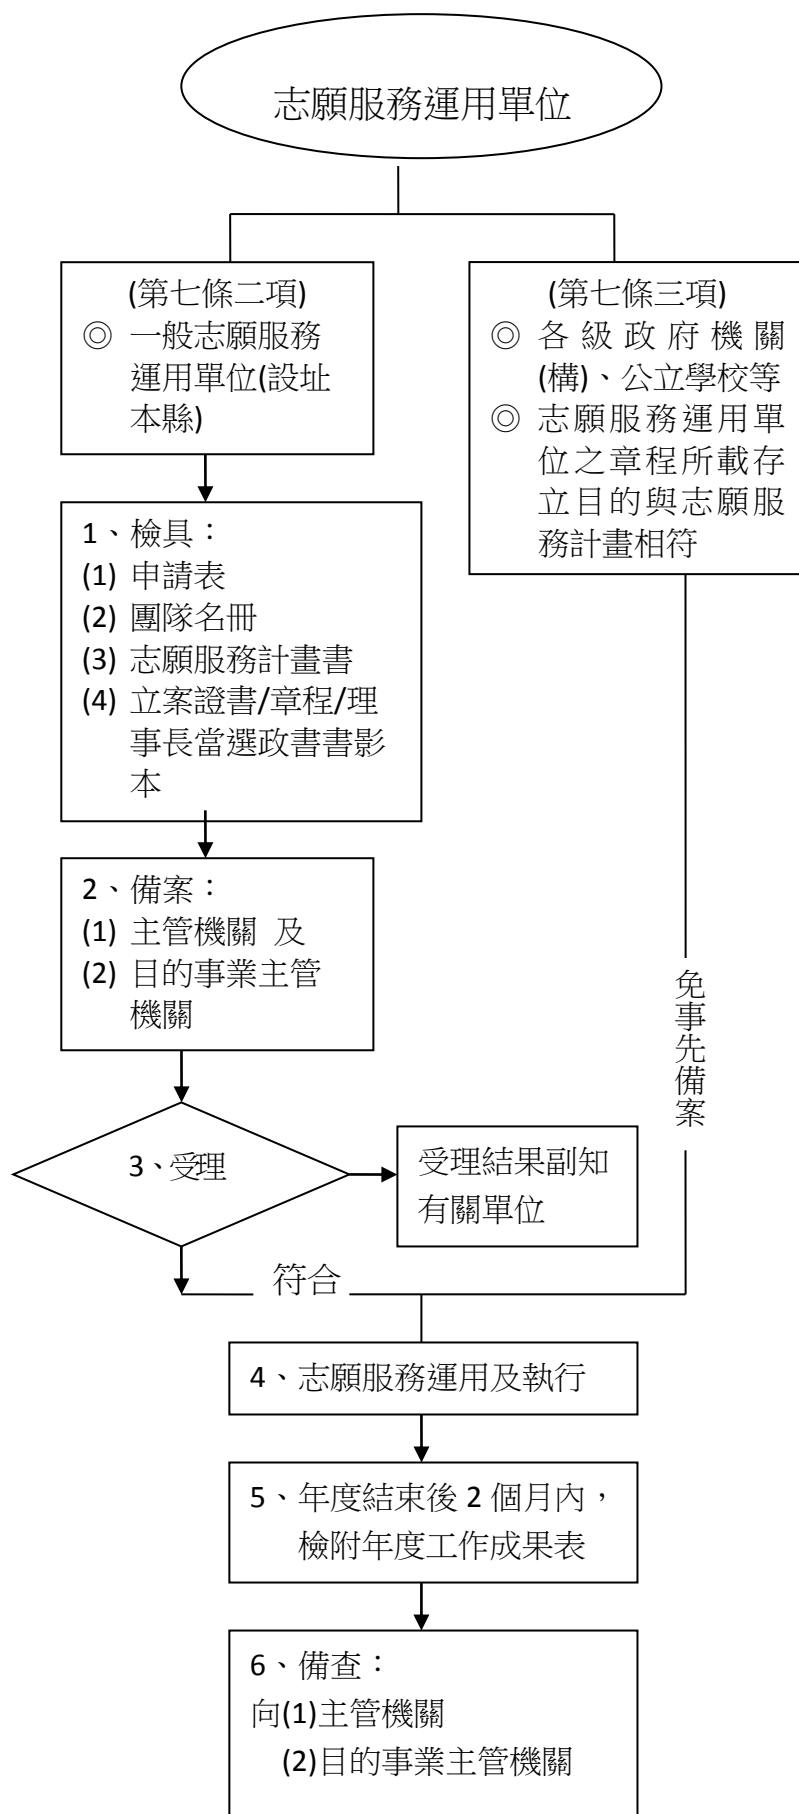 志願服務運用單位
(第七條二項)
◎ 一般志願服務
運用單位(設址
本縣)
(第七條三項)
◎ 各級政府機關
(構)、公立學校等
◎ 志願服務運用單
位之章程所載存
立目的與志願服
務計畫相符
1、檢具：
(1) 申請表
(2) 團隊名冊
(3) 志願服務計畫書
(4) 立案證書/章程/理
事長當選政書書影
本
2、備案：
(1) 主管機關 及
(2) 目的事業主管
機關
免事先備案
3、受理
受理結果副知
有關單位
符合
4、志願服務運用及執行
5、年度結束後 2 個月內，
檢附年度工作成果表
6、備查：
向(1)主管機關
(2)目的事業主管機關